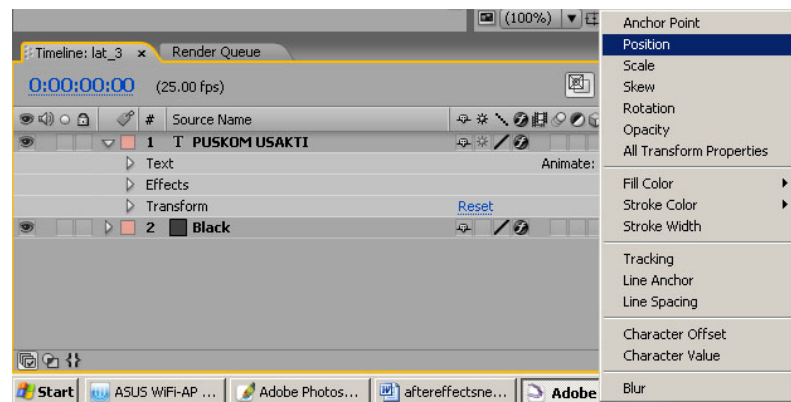 (100%)
Timeline: lat_3 × Render Queue
0:00:00:00 (25.00 fps)
# Source Name
1 T PUSKOM USAKTI
Text Animate:
Effects
Transform Reset
2 Black
Anchor Point
Position
Scale
Skew
Rotation
Opacity
All Transform Properties
Fill Color
Stroke Color
Stroke Width
Tracking
Line Anchor
Line Spacing
Character Offset
Character Value
Blur
Start ASUS WiFi-AP ... Adobe Photos... aftereffectsne... Adobe